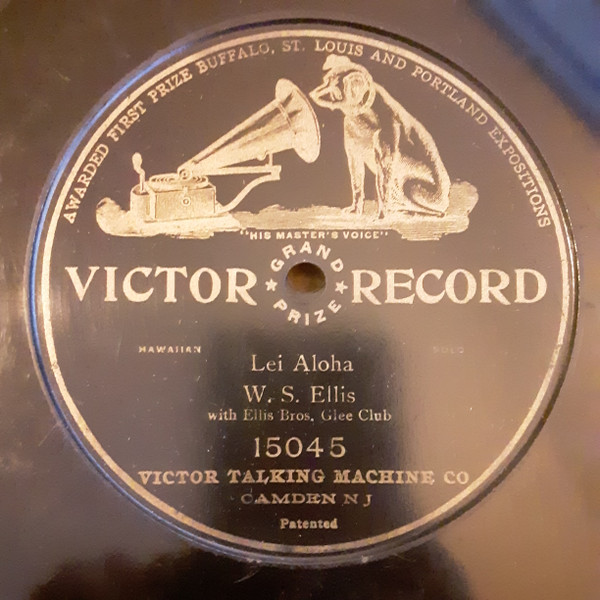 AWARDED FIRST PRIZE BUFFALO, ST. LOUIS AND PORTLAND EXPOSITIONS
"HIS MASTER'S VOICE"
GRAND PRIZE
VICTOR RECORD
HAWAIIAN SOLO
Lei Aloha
W. S. Ellis
with Ellis Bros. Glee Club
15045
VICTOR TALKING MACHINE CO
CAMDEN N J
Patented